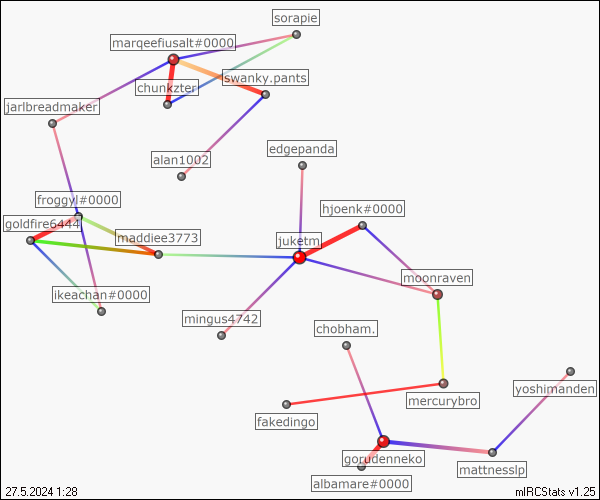 sorapie
marqeefiusalt#0000
swanky.pants
chunkzter
jarlbreadmaker
alan1002
edgepanda
froggyl#0000
hjoenk#0000
goldfire6444
maddiee3773
juketm
moonraven
ikeachan#0000
mingus4742
chobham.
yoshimanden
mercurybro
fakedingo
gorudenneko
mattnesslp
albamare#0000
27.5.2024 1:28
mIRCStats v1.25